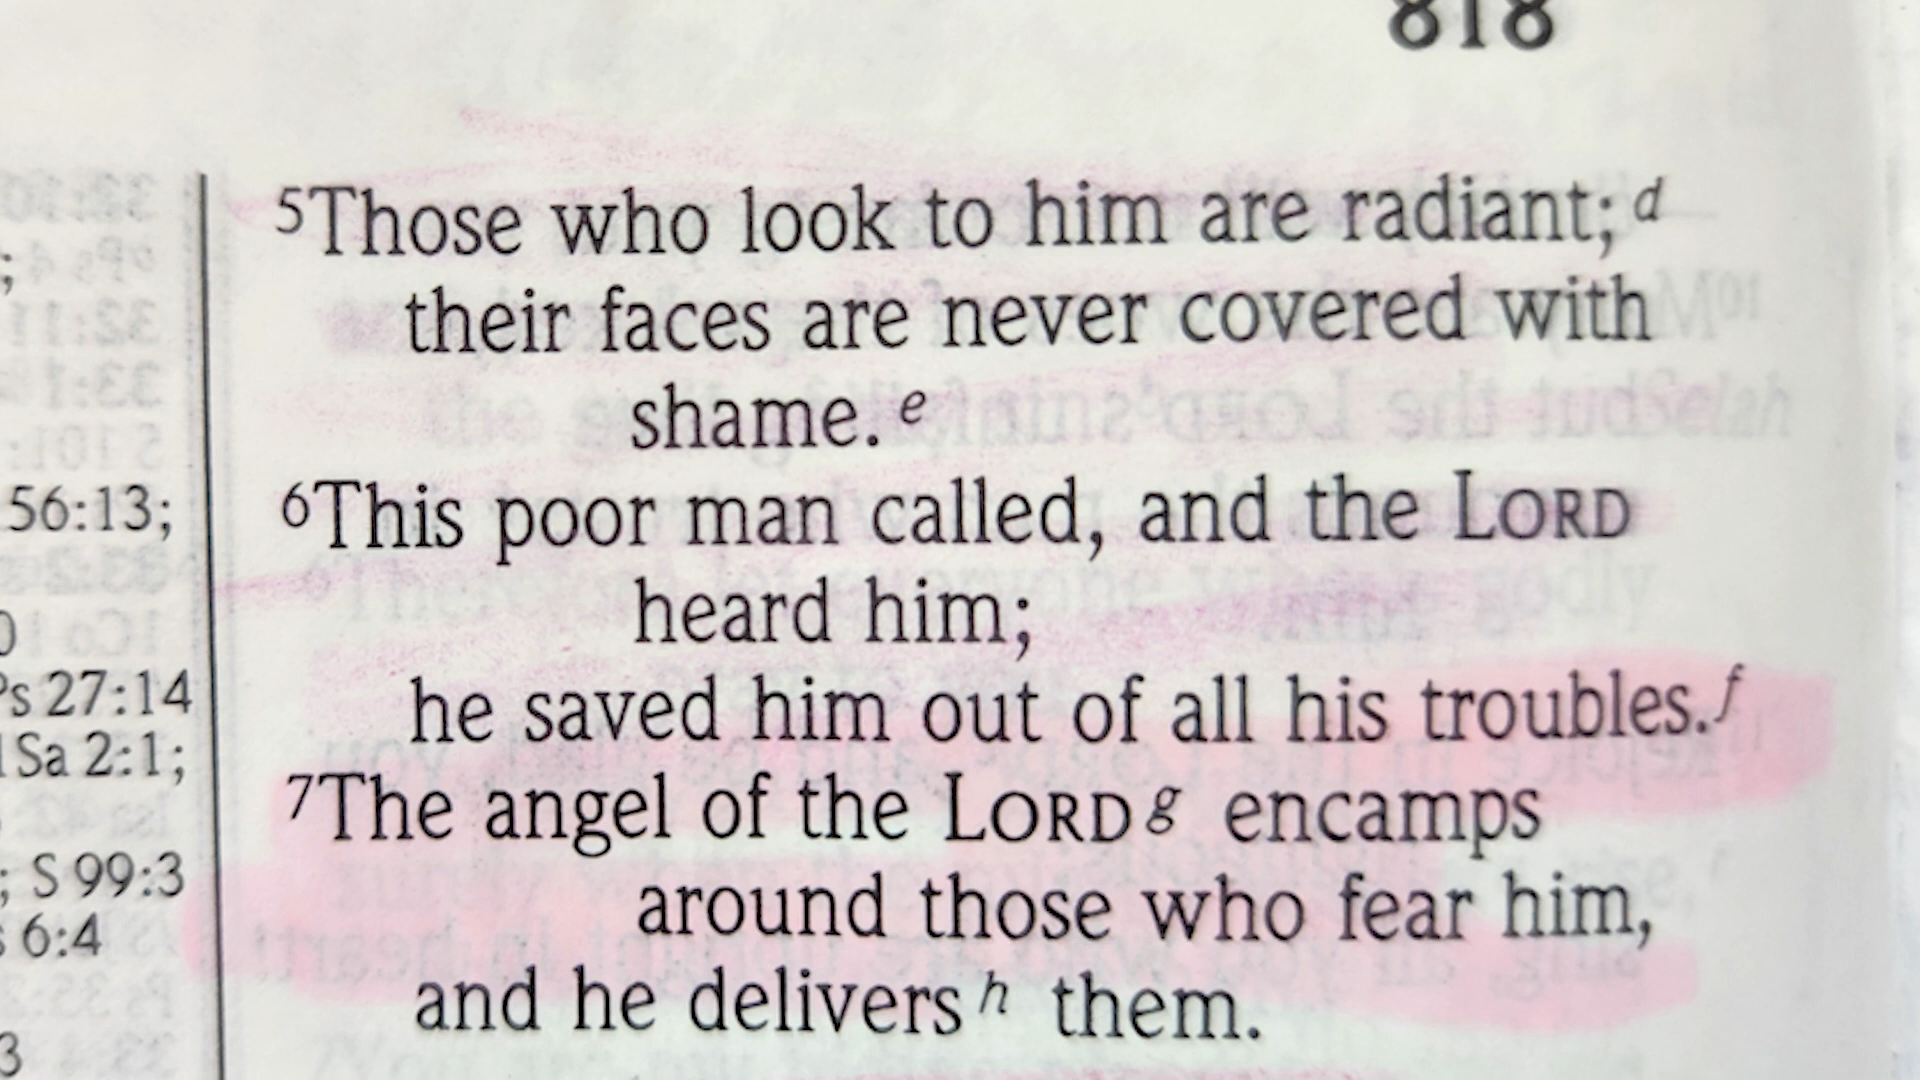 818
56:13;
Ps 27:14
1Sa 2:1;
; S 99:3
6:4
3
5Those who look to him are radiant; d
their faces are never covered with
shame. e
6This poor man called, and the LORD
heard him;
he saved him out of all his troubles. f
7The angel of the LORD g encamps
around those who fear him,
and he delivers h them.